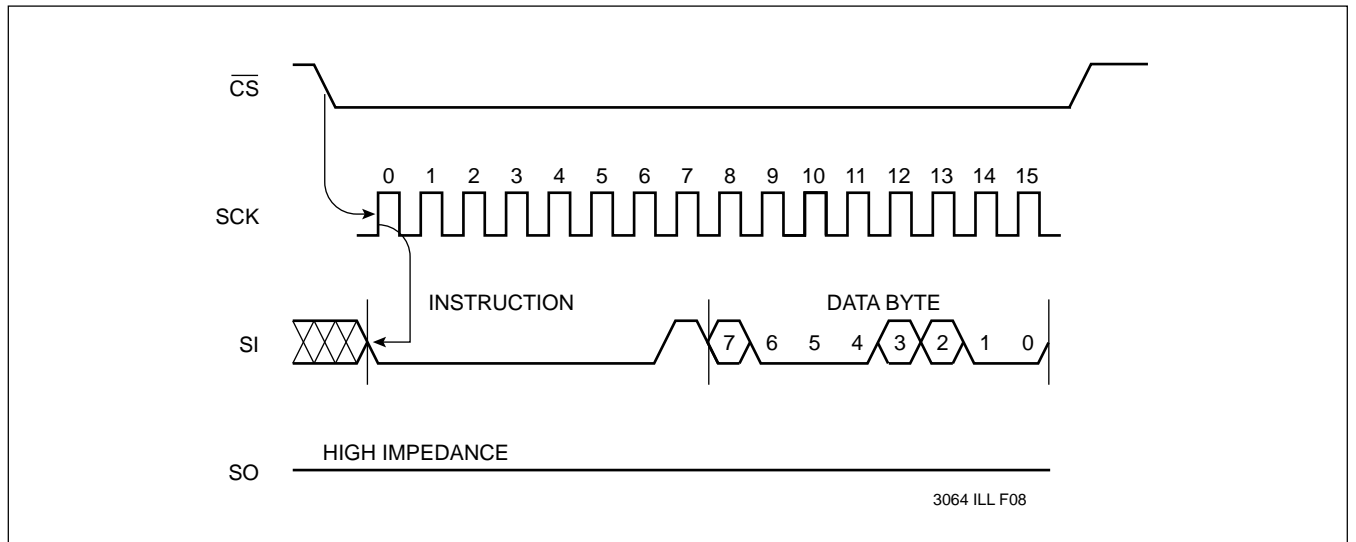 CS
0 1 2 3 4 5 6 7 8 9 10 11 12 13 14 15
SCK
INSTRUCTION DATA BYTE
SI 7 6 5 4 3 2 1 0
HIGH IMPEDANCE
SO
3064 ILL F08